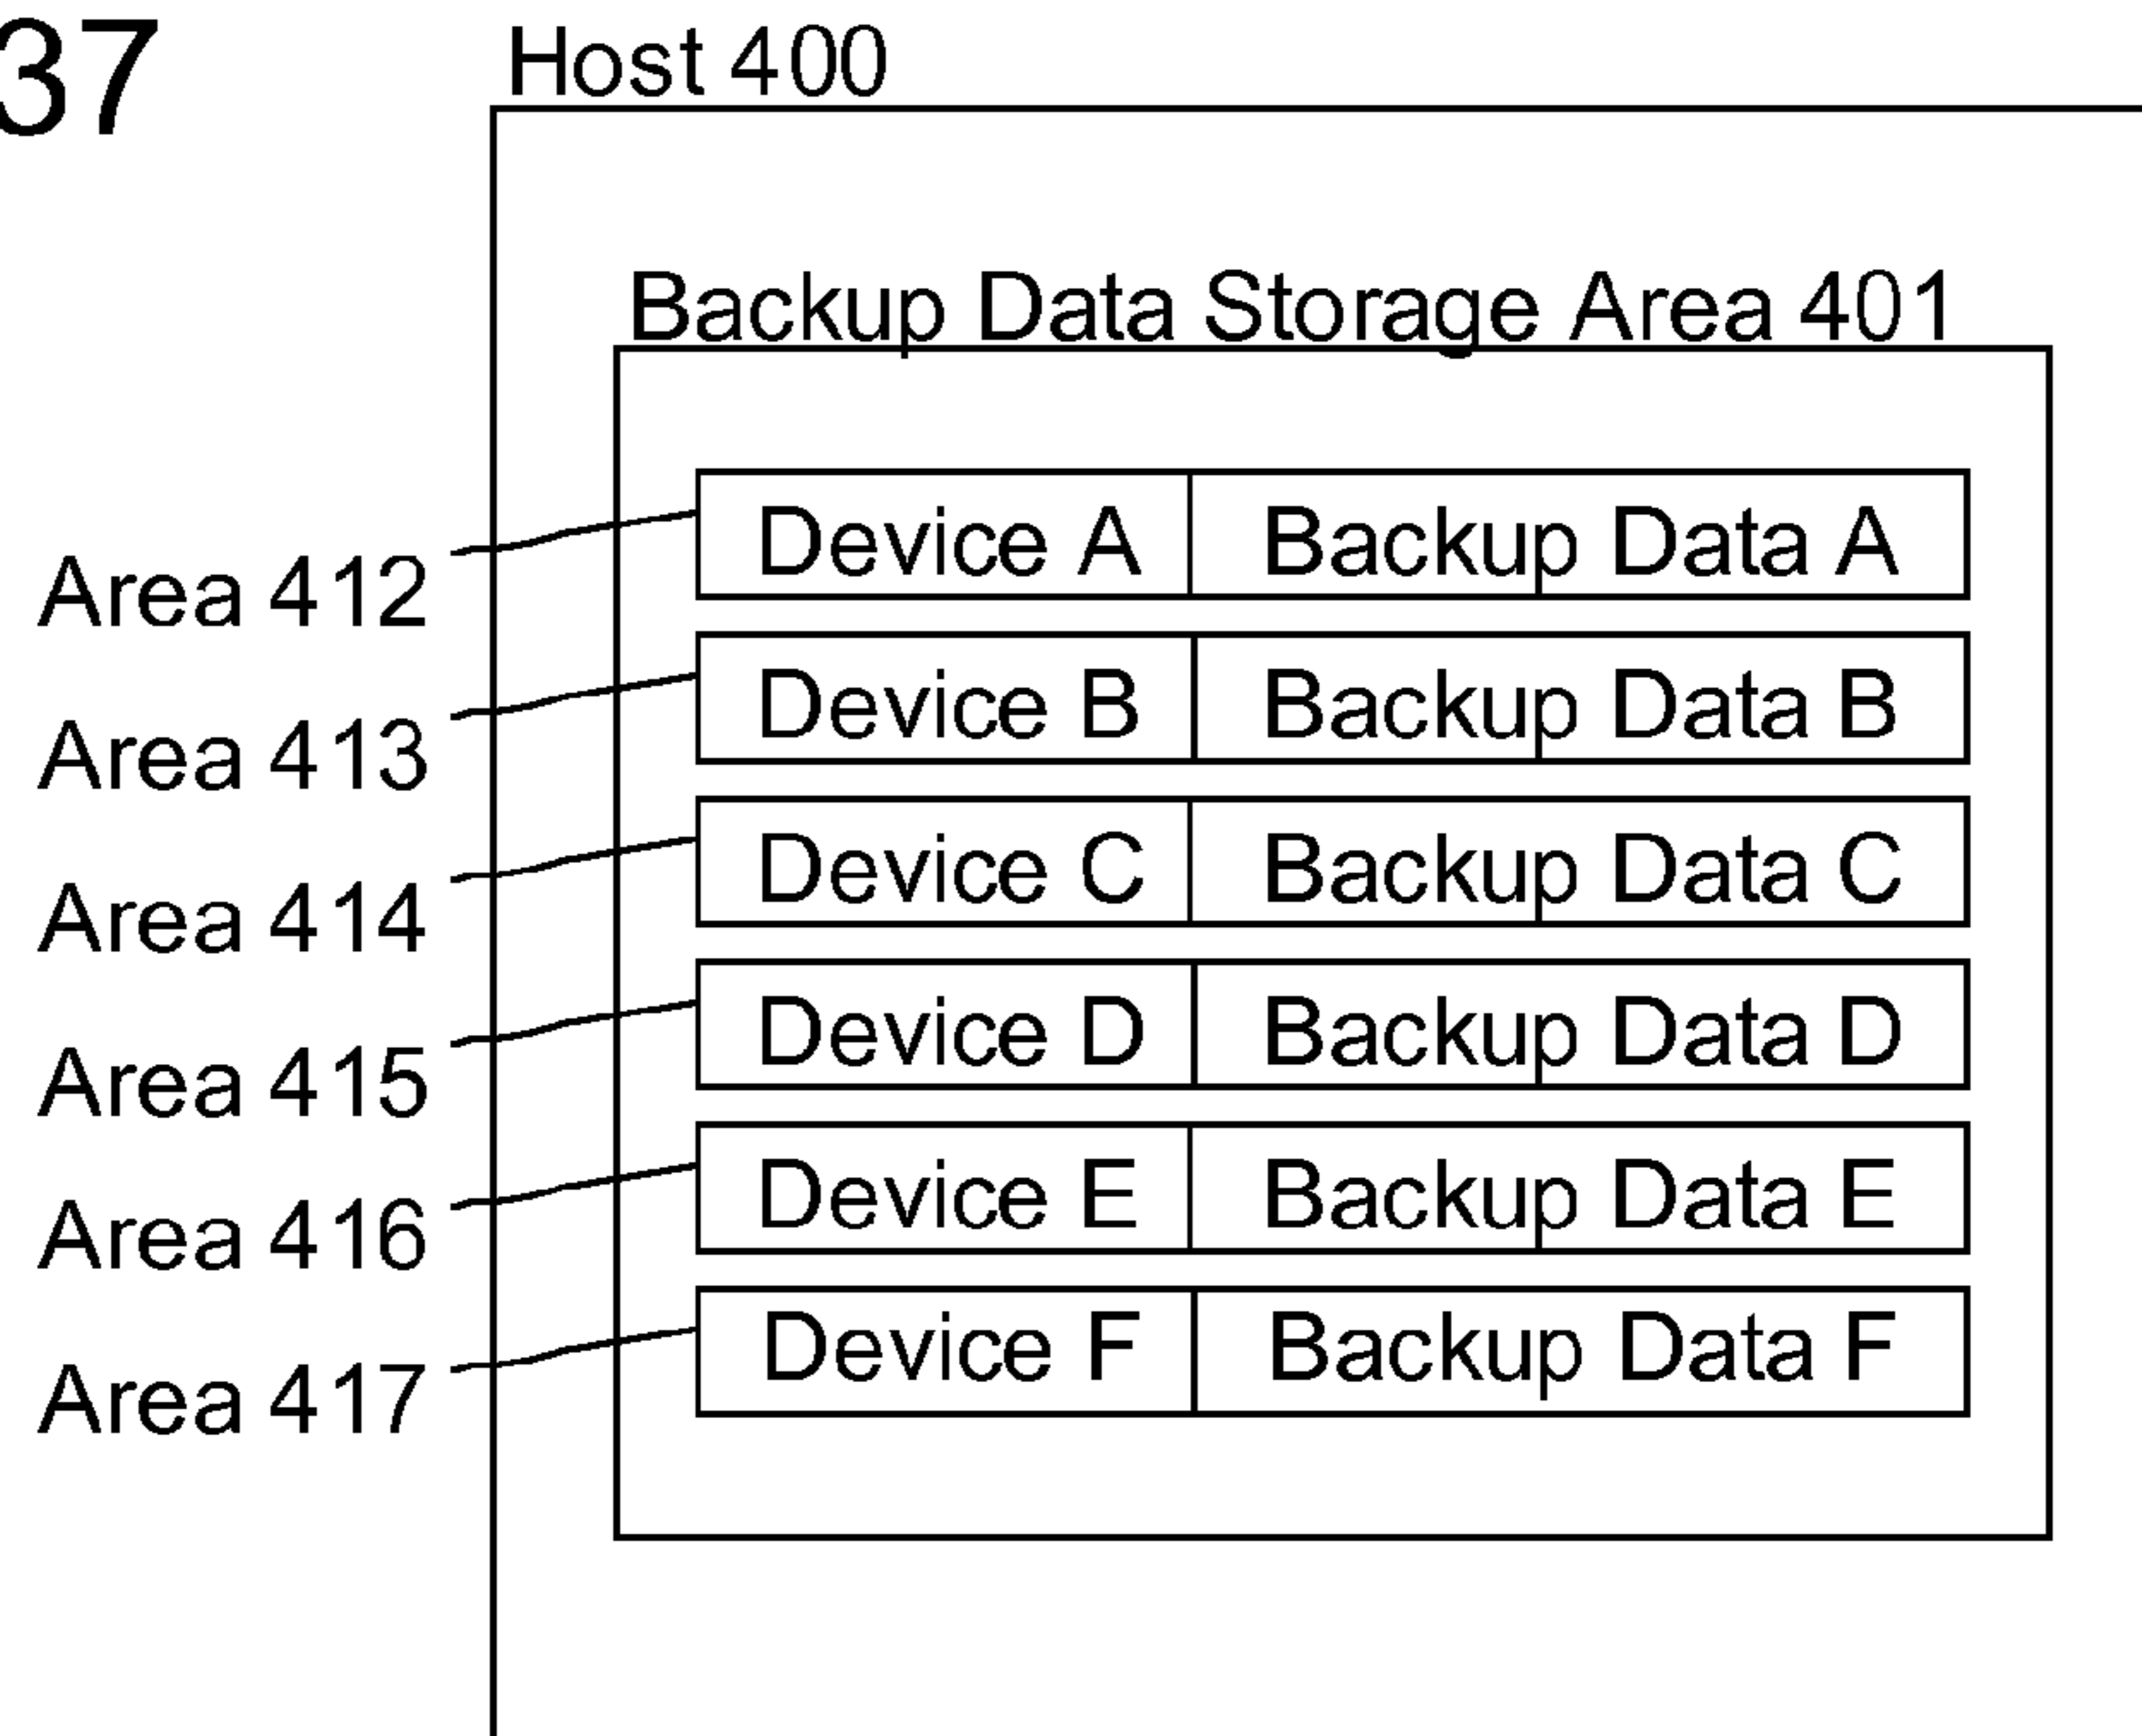 37
Host 400
Backup Data Storage Area 401
Area 412
Device A
Backup Data A
Area 413
Device B
Backup Data B
Area 414
Device C
Backup Data C
Area 415
Device D
Backup Data D
Area 416
Device E
Backup Data E
Area 417
Device F
Backup Data F